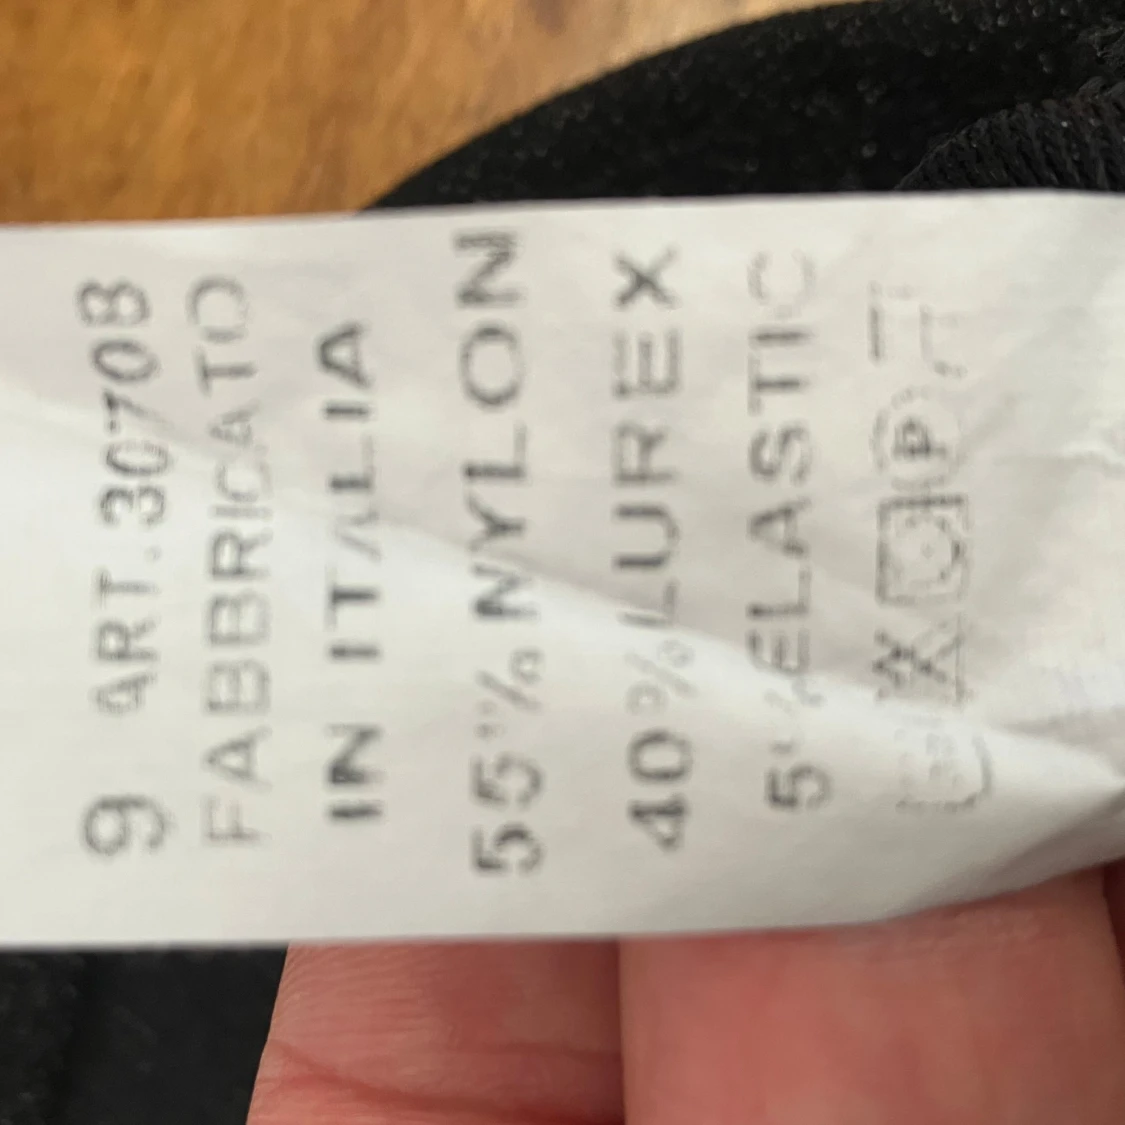 9 ART.30708
FABBRICATO
IN ITALIA
55% NYLON
40% LUREX
5% ELASTIC
P